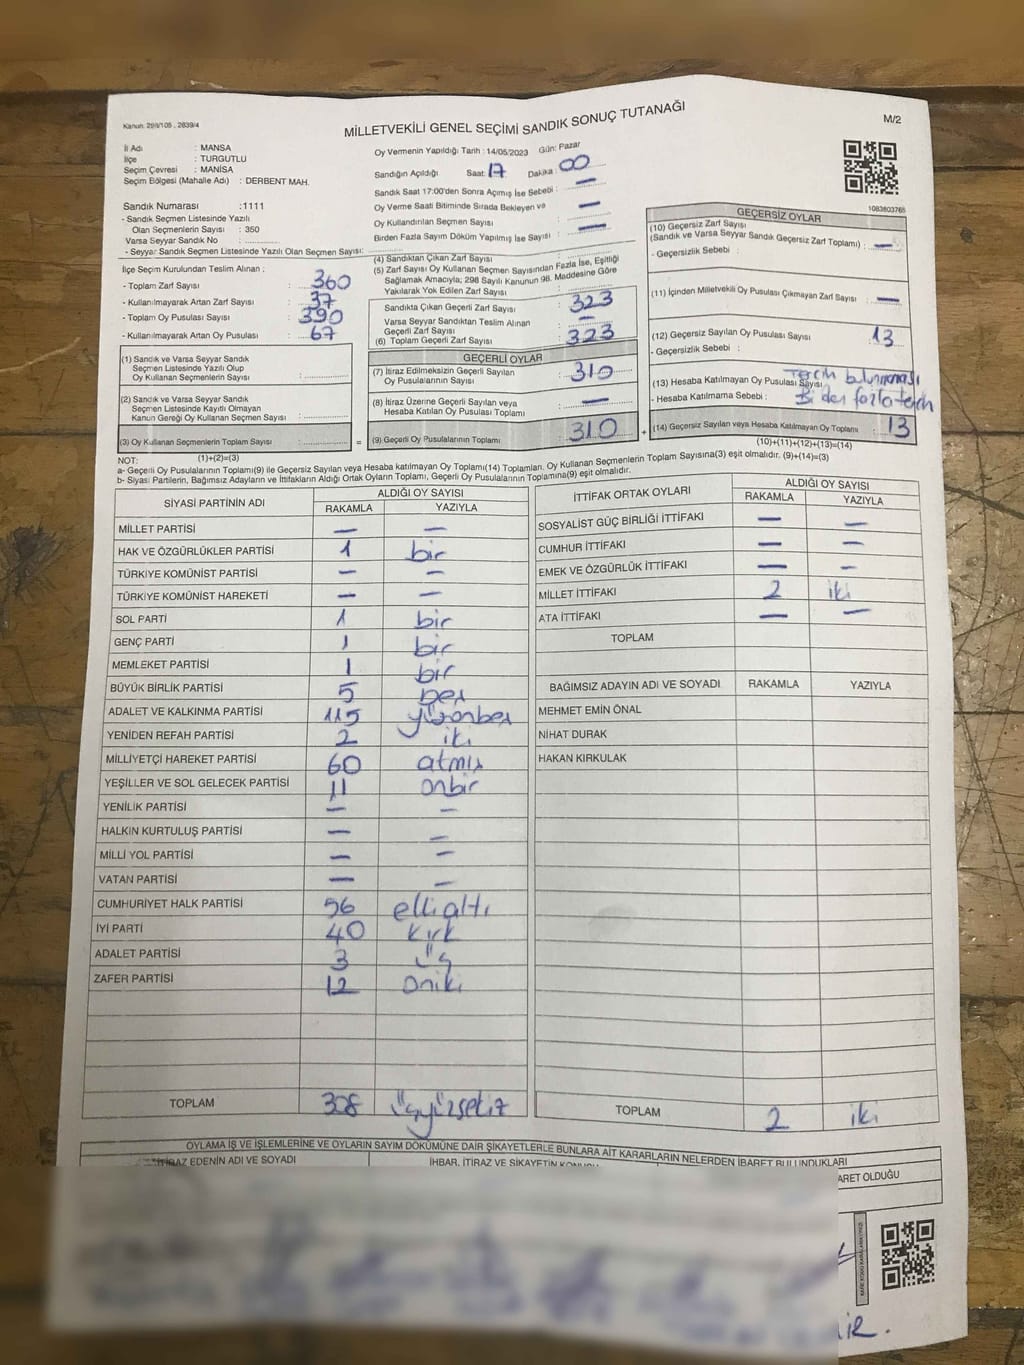 Kanun: 298/105 , 2839/4
MİLLETVEKİLİ GENEL SEÇİMİ SANDIK SONUÇ TUTANAĞI
M/2
İl Adı : MANİSA
İlçe : TURGUTLU
Seçim Çevresi : MANİSA
Seçim Bölgesi (Mahalle Adı) : DERBENT MAH.
Sandık Numarası : 1111
- Sandık Seçmen Listesinde Yazılı
Olan Seçmenlerin Sayısı : 350
Varsa Seyyar Sandık No :
- Seyyar Sandık Seçmen Listesinde Yazılı Olan Seçmen Sayısı:
Oy Vermenin Yapıldığı Tarih : 14/05/2023 Gün: Pazar
Sandığın Açıldığı Saat: 17 Dakika : 00
Sandık Saat 17:00'den Sonra Açımış İse Sebebi : —
Oy Verme Saati Bitiminde Sırada Bekleyen ve —
Oy Kullandırılan Seçmen Sayısı
Birden Fazla Sayım Döküm Yapılmış İse Sayısı : —
1083803765
İlçe Seçim Kurulundan Teslim Alınan :
- Toplam Zarf Sayısı : 360
- Kullanılmayarak Artan Zarf Sayısı : 37
- Toplam Oy Pusulası Sayısı : 390
- Kullanılmayarak Artan Oy Pusulası : 67
(1) Sandık ve Varsa Seyyar Sandık
Seçmen Listesinde Yazılı Olup
Oy Kullanan Seçmenlerin Sayısı :
(2) Sandık ve Varsa Seyyar Sandık
Seçmen Listesinde Kayıtlı Olmayan
Kanun Gereği Oy Kullanan Seçmen Sayısı :
(3) Oy Kullanan Seçmenlerin Toplam Sayısı : =
(1)+(2)=(3)
(4) Sandıktan Çıkan Zarf Sayısı :
(5) Zarf Sayısı Oy Kullanan Seçmen Sayısından Fazla İse, Eşitliği
Sağlamak Amacıyla; 298 Sayılı Kanunun 98. Maddesine Göre
Yakılarak Yok Edilen Zarf Sayısı :
Sandıkta Çıkan Geçerli Zarf Sayısı : 323
Varsa Seyyar Sandıktan Teslim Alınan
Geçerli Zarf Sayısı : —
(6) Toplam Geçerli Zarf Sayısı : 323
GEÇERLİ OYLAR
(7) İtiraz Edilmeksizin Geçerli Sayılan
Oy Pusulasının Sayısı : 310
(8) İtiraz Üzerine Geçerli Sayılan veya
Hesaba Katılan Oy Pusulası Toplamı : —
(9) Geçerli Oy Pusulalarının Toplamı : 310 +
GEÇERSİZ OYLAR
(10) Geçersiz Zarf Sayısı
(Sandık ve Varsa Seyyar Sandık Geçersiz Zarf Toplamı) : —
- Geçersizlik Sebebi :
(11) İçinden Milletvekili Oy Pusulası Çıkmayan Zarf Sayısı : —
(12) Geçersiz Sayılan Oy Pusulası Sayısı : 13
- Geçersizlik Sebebi :
(13) Hesaba Katılmayan Oy Pusulası Sayısı
- Hesaba Katılmama Sebebi :
(14) Geçersiz Sayılan veya Hesaba Katılmayan Oy Toplamı : 13
(10)+(11)+(12)+(13)=(14)
NOT:
a- Geçerli Oy Pusulalarının Toplamı(9) ile Geçersiz Sayılan veya Hesaba katılmayan Oy Toplamı(14) Toplamları, Oy Kullanan Seçmenlerin Toplam Sayısına(3) eşit olmalıdır. (9)+(14)=(3)
b- Siyasi Partilerin, Bağımsız Adayların ve İttifakların Aldığı Ortak Oyların Toplamı, Geçerli Oy Pusulalarının Toplamına(9) eşit olmalıdır.
SİYASİ PARTİNİN ADI ALDIĞI OY SAYISI
RAKAMLA YAZIYLA
MİLLET PARTİSİ — —
HAK VE ÖZGÜRLÜKLER PARTİSİ 1 bir
TÜRKİYE KOMÜNİST PARTİSİ — —
TÜRKİYE KOMÜNİST HAREKETİ — —
SOL PARTİ 1 bir
GENÇ PARTİ 1 bir
MEMLEKET PARTİSİ 1 bir
BÜYÜK BİRLİK PARTİSİ 5 beş
ADALET VE KALKINMA PARTİSİ 115 yüzonbeş
YENİDEN REFAH PARTİSİ 2 iki
MİLLİYETÇİ HAREKET PARTİSİ 60 atmış
YEŞİLLER VE SOL GELECEK PARTİSİ 11 onbir
YENİLİK PARTİSİ — —
HALKIN KURTULUŞ PARTİSİ — —
MİLLİ YOL PARTİSİ — —
VATAN PARTİSİ — —
CUMHURİYET HALK PARTİSİ 56 elli altı
İYİ PARTİ 40 kırk
ADALET PARTİSİ 3 üç
ZAFER PARTİSİ 12 oniki
TOPLAM 308 üçyüzsekiz
İTTİFAK ORTAK OYLARI ALDIĞI OY SAYISI
RAKAMLA YAZIYLA
SOSYALİST GÜÇ BİRLİĞİ İTTİFAKI — —
CUMHUR İTTİFAKI — —
EMEK VE ÖZGÜRLÜK İTTİFAKI — —
MİLLET İTTİFAKI 2 iki
ATA İTTİFAKI — —
TOPLAM
BAĞIMSIZ ADAYIN ADI VE SOYADI RAKAMLA YAZIYLA
MEHMET EMİN ÖNAL
NİHAT DURAK
HAKAN KIRKULAK
TOPLAM 2 iki
OYLAMA İŞ VE İŞLEMLERİNE VE OYLARIN SAYIM DÖKÜMÜNE DAİR ŞİKAYETLERLE BUNLARA AİT KARARLARIN NELERDEN İBARET BULUNDUKLARI
İTİRAZ EDENİN ADI VE SOYADI
İHBAR, İTİRAZ VE ŞİKAYETİN KONUSU
ARET OLDUĞU